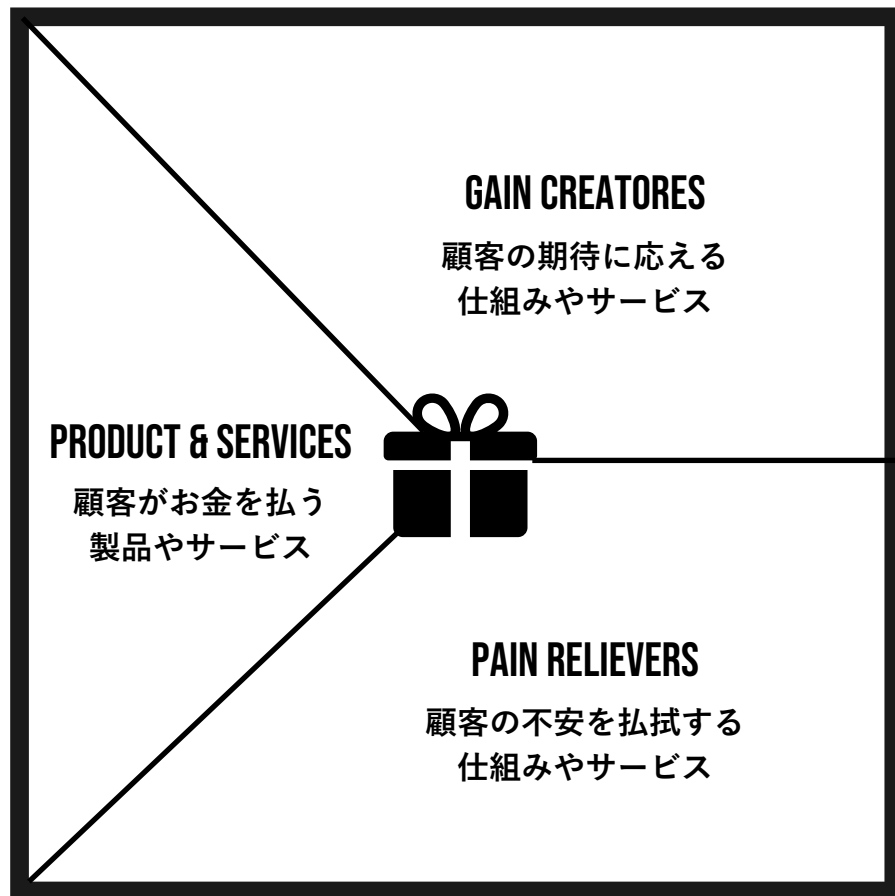 GAIN CREATORES
顧客の期待に応える
仕組みやサービス
PRODUCT & SERVICES
顧客がお金を払う
製品やサービス
PAIN RELIEVERS
顧客の不安を払拭する
仕組みやサービス